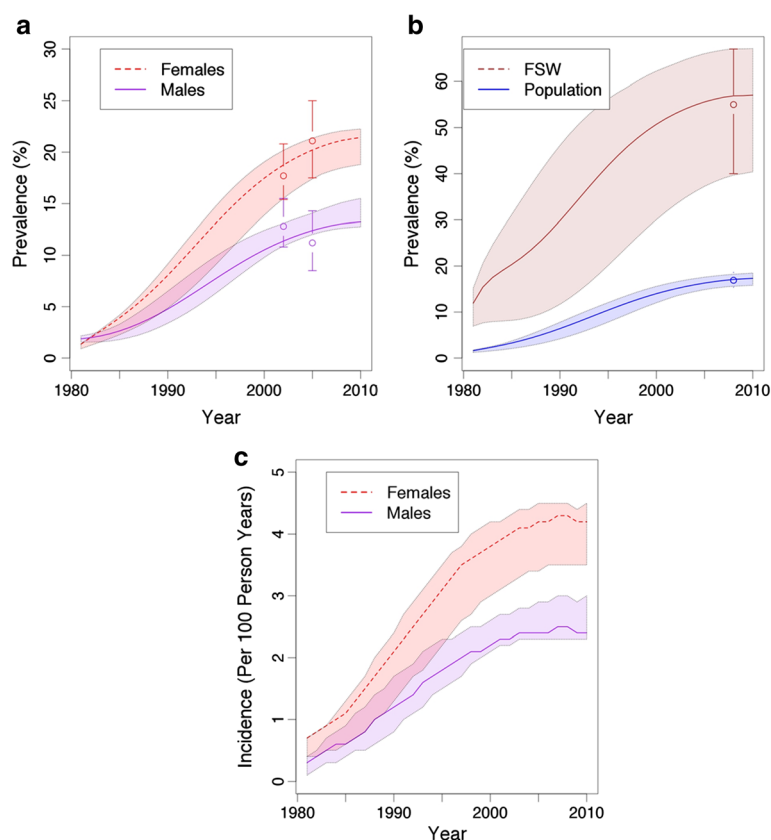 a
30
25
20
15
10
5
0
Prevalence (%)
Females
Males
1980 1990 2000 2010
Year
b
60
50
40
30
20
10
0
Prevalence (%)
FSW
Population
1980 1990 2000 2010
Year
c
5
4
3
2
1
0
Incidence (Per 100 Person Years)
Females
Males
1980 1990 2000 2010
Year